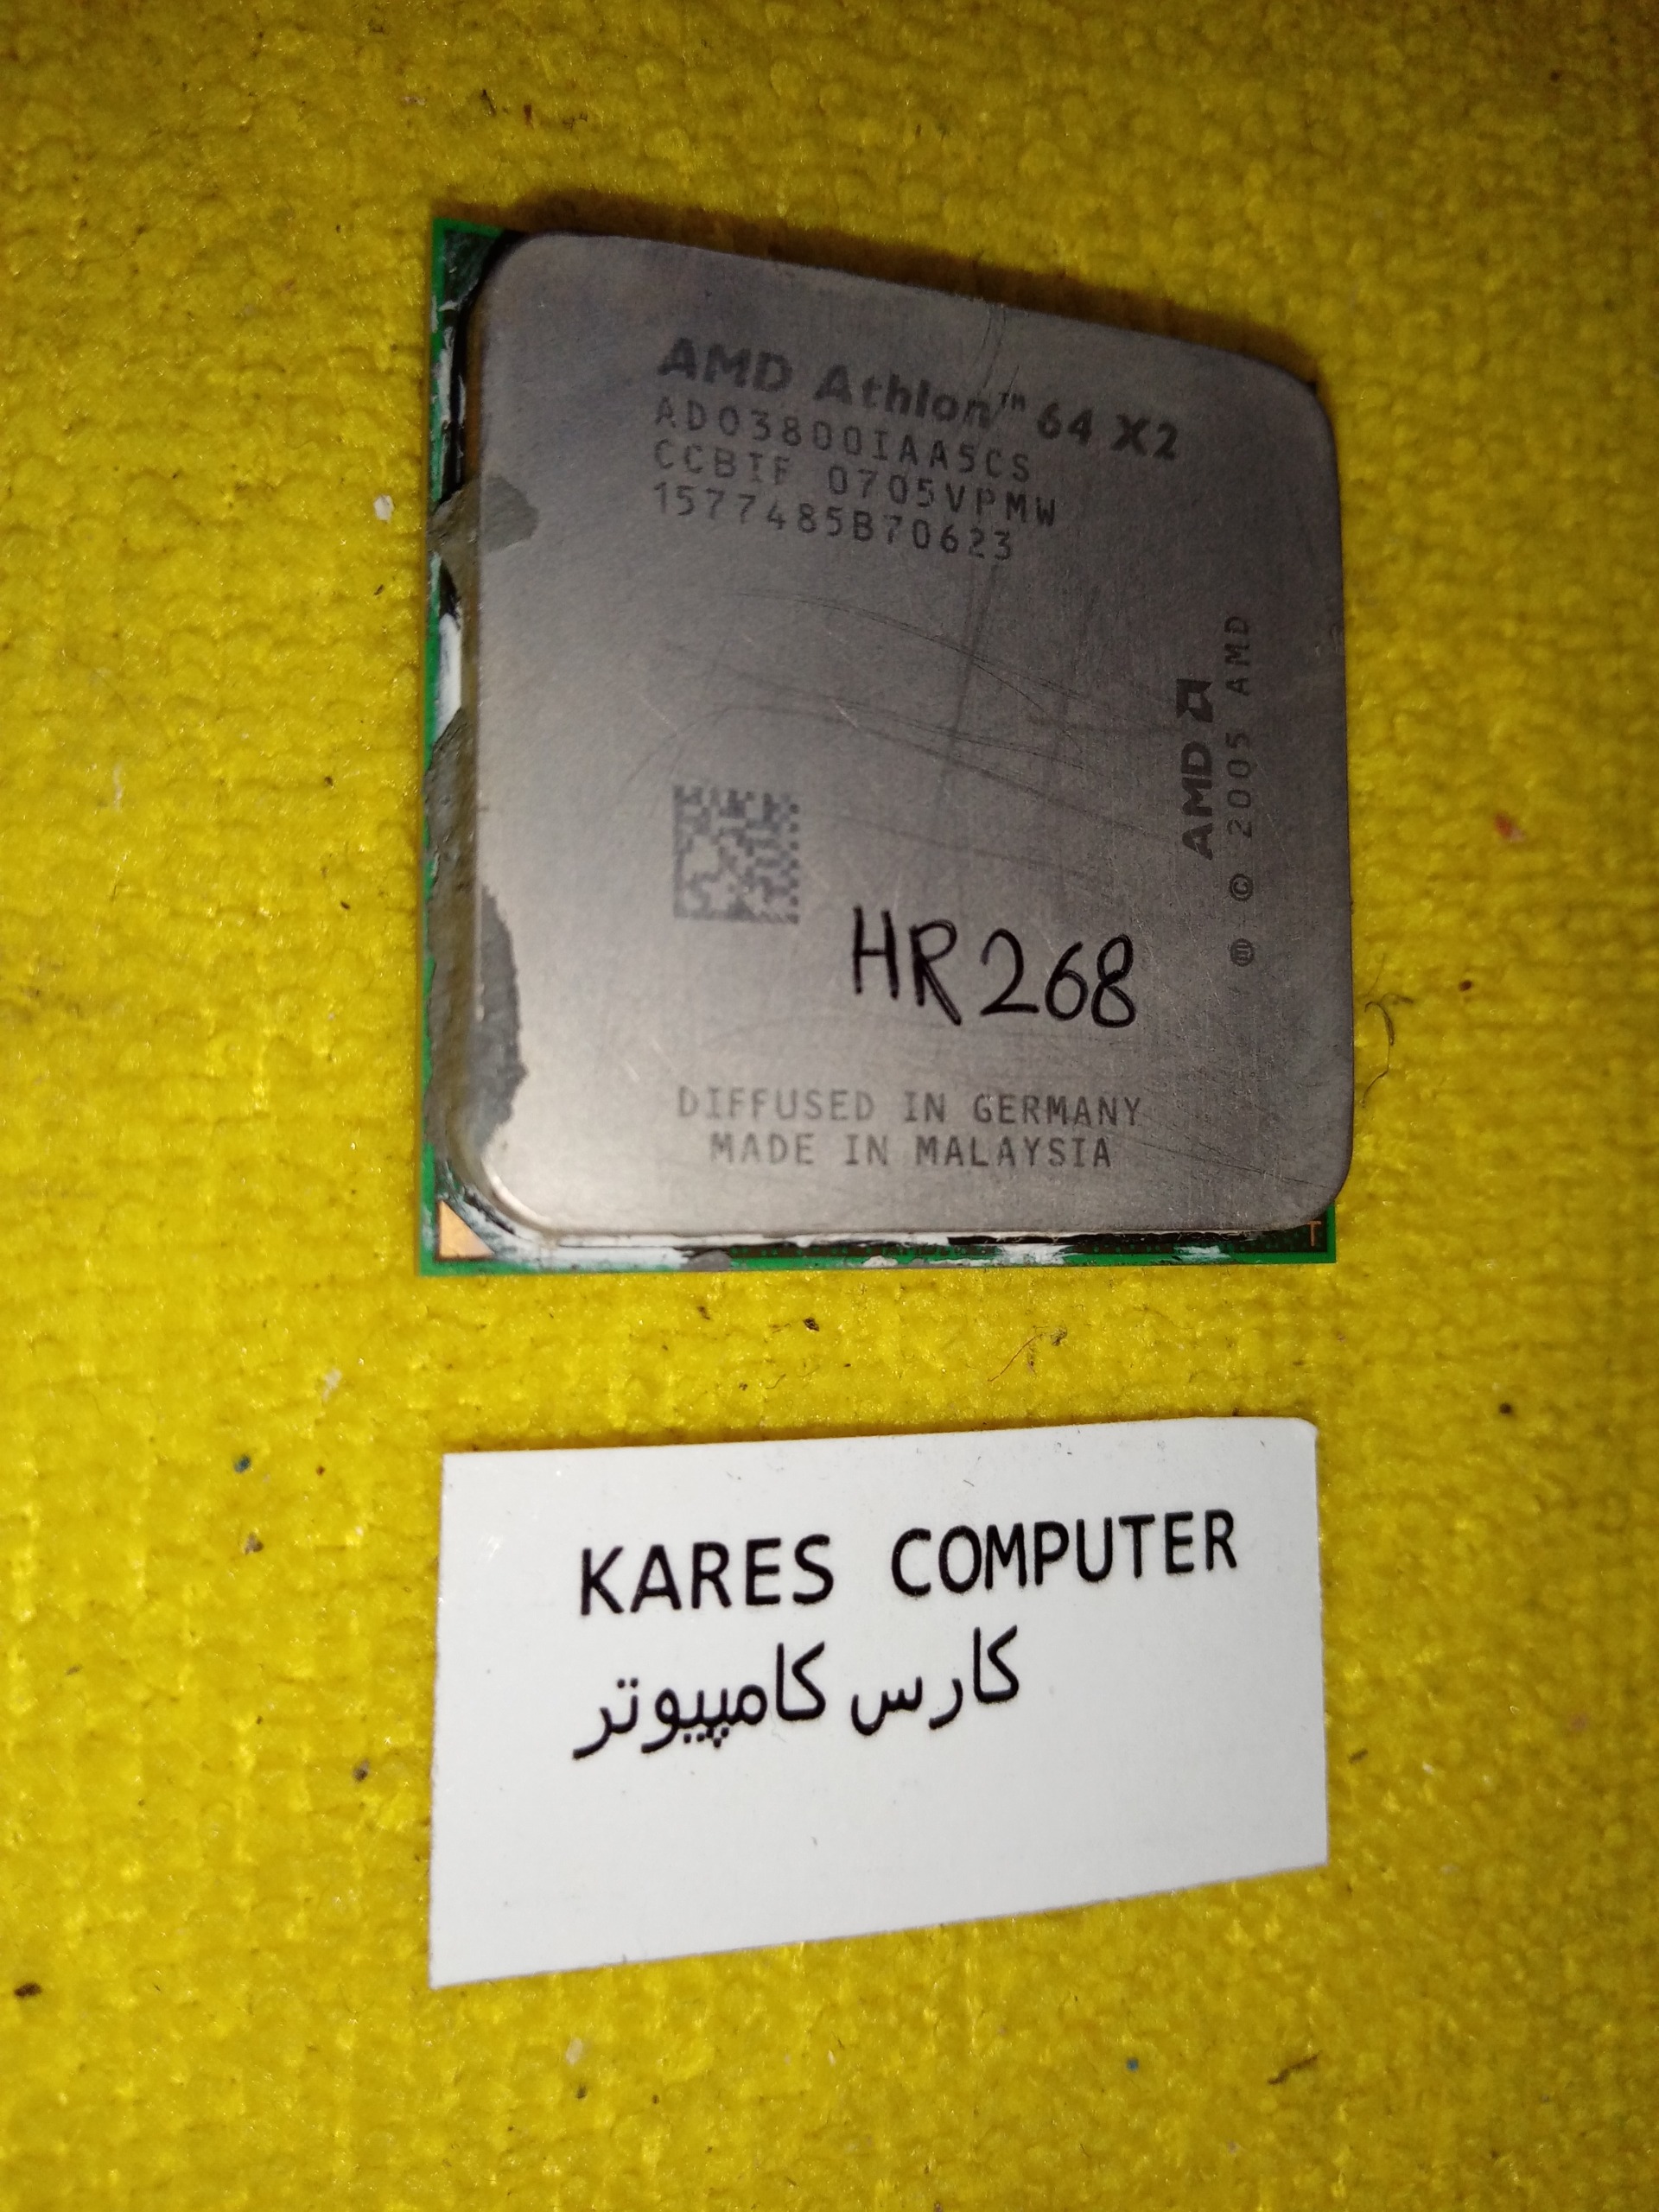 AMD Athlon™ 64 X2
ADO3800IAA5CS
CCBIF 0705VPMW
1577485B70623
AMD
ⓜ © 2005 AMD
HR268
DIFFUSED IN GERMANY
MADE IN MALAYSIA
T
KARES COMPUTER
کارس کامپیوتر